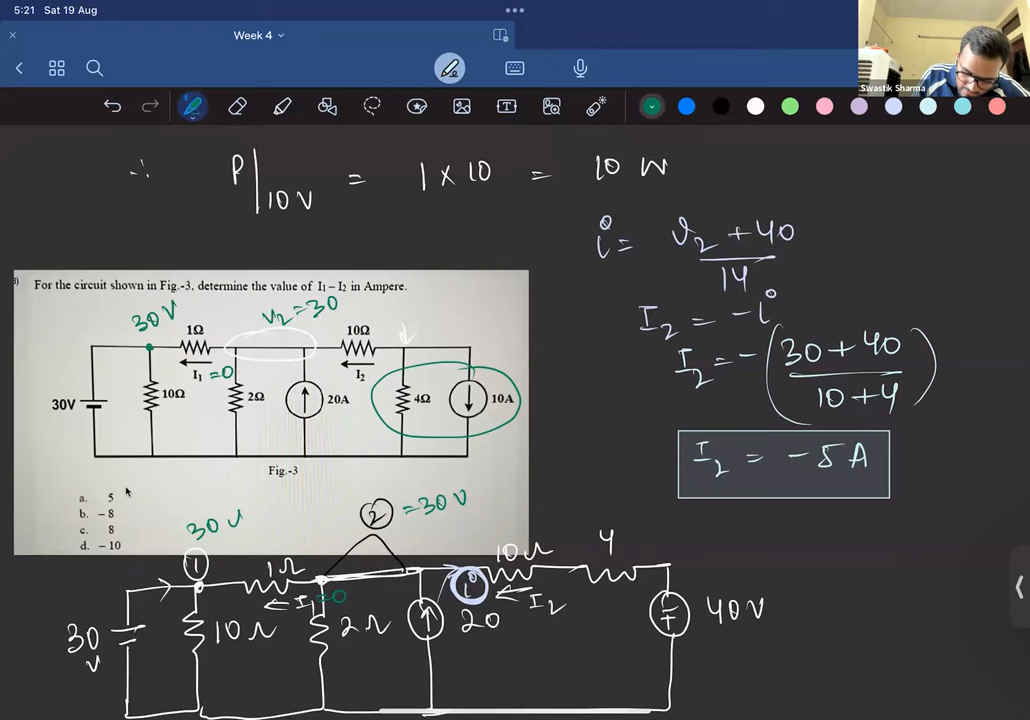 5:21 Sat 19 Aug
Week 4
Swastik Sharma
∴ P|10V = 1 × 10 = 10 W
i = (v2 + 40)/14
I2 = -i
I2 = -((30+40)/(10+4))
I2 = -5 A
3) For the circuit shown in Fig.-3, determine the value of I1 – I2 in Ampere.
30V
V2 = 30
1Ω
10Ω
I1 = 0
I2
30V
10Ω
2Ω
20A
4Ω
10A
Fig.-3
a. 5
b. – 8
c. 8
d. – 10
30 V
② = 30 V
①
1Ω
10Ω
4
I1 = 0
i
I2
30 V
10Ω
2Ω
20
40V